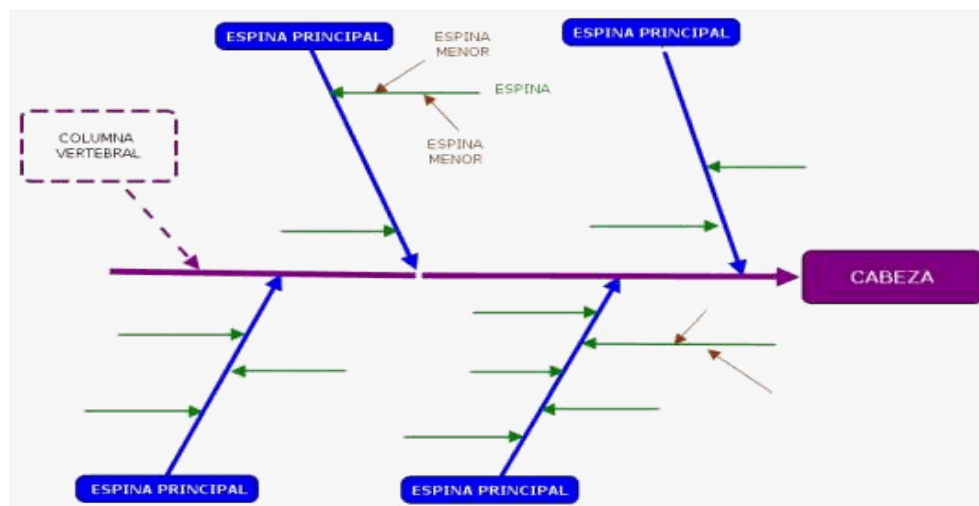 ESPINA PRINCIPAL
ESPINA PRINCIPAL
ESPINA
MENOR
ESPINA
COLUMNA
VERTEBRAL
ESPINA
MENOR
CABEZA
ESPINA PRINCIPAL
ESPINA PRINCIPAL